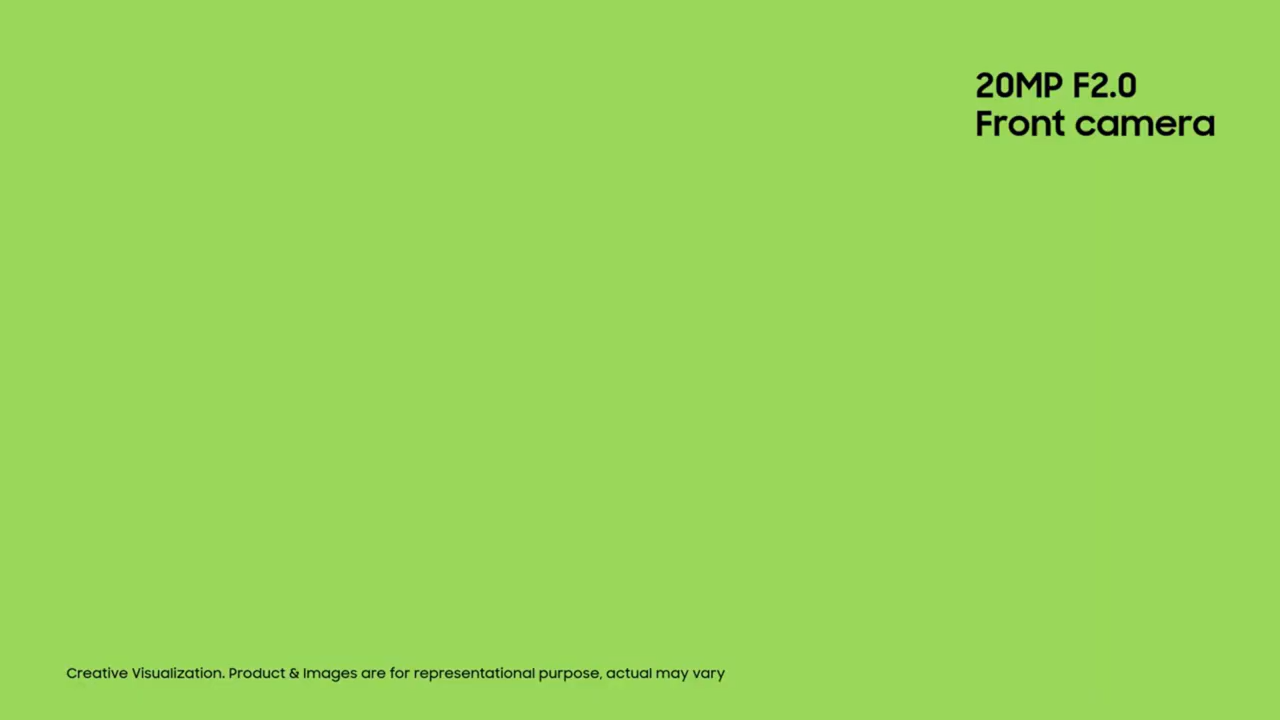 20MP F2.0
Front camera
Creative Visualization. Product & Images are for representational purpose, actual may vary